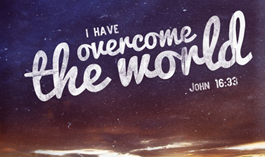 I HAVE
overcome
the world
JOHN 16:33